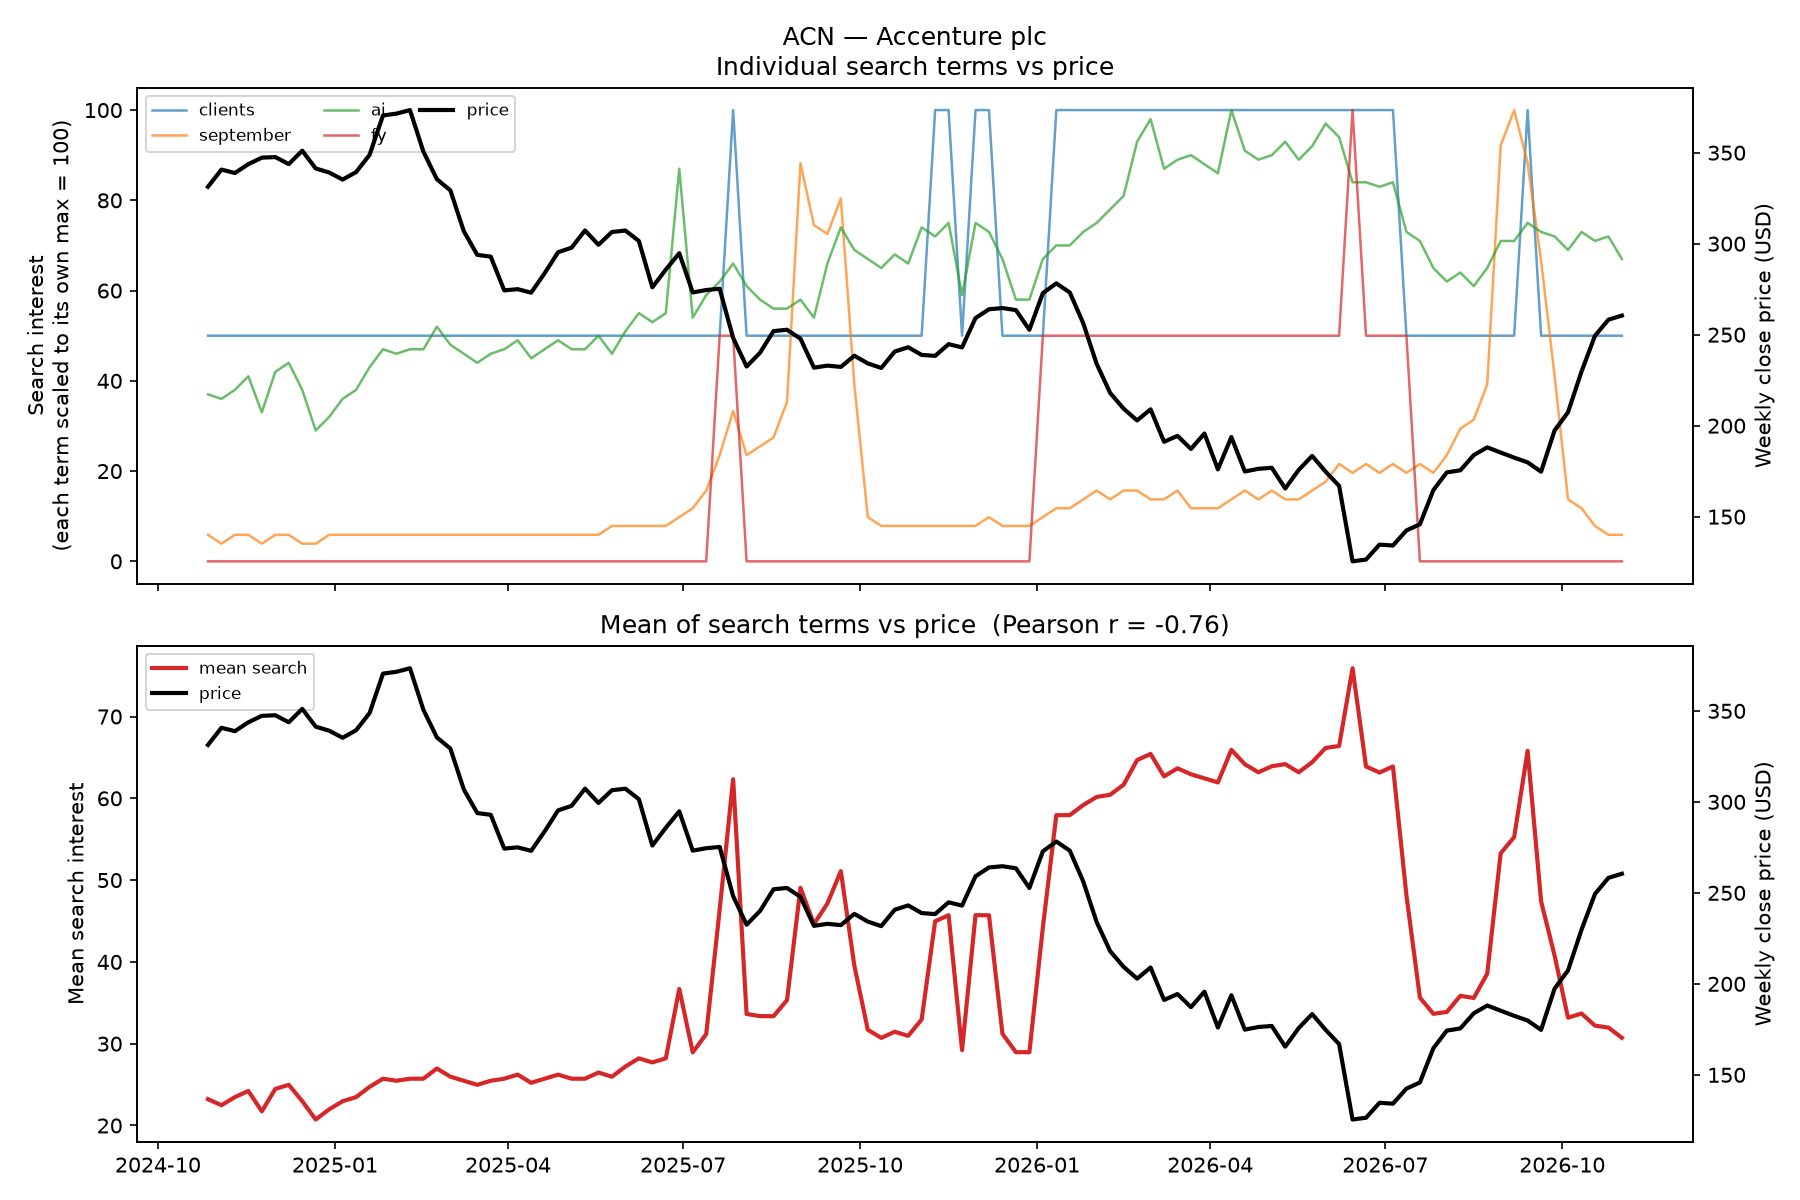 ACN — Accenture plc
Individual search terms vs price
clients
september
ai
fy
price
Search interest
(each term scaled to its own max = 100)
100
80
60
40
20
0
350
300
250
200
150
Weekly close price (USD)
Mean of search terms vs price (Pearson r = -0.76)
mean search
price
Mean search interest
70
60
50
40
30
20
350
300
250
200
150
Weekly close price (USD)
2024-10 2025-01 2025-04 2025-07 2025-10 2026-01 2026-04 2026-07 2026-10